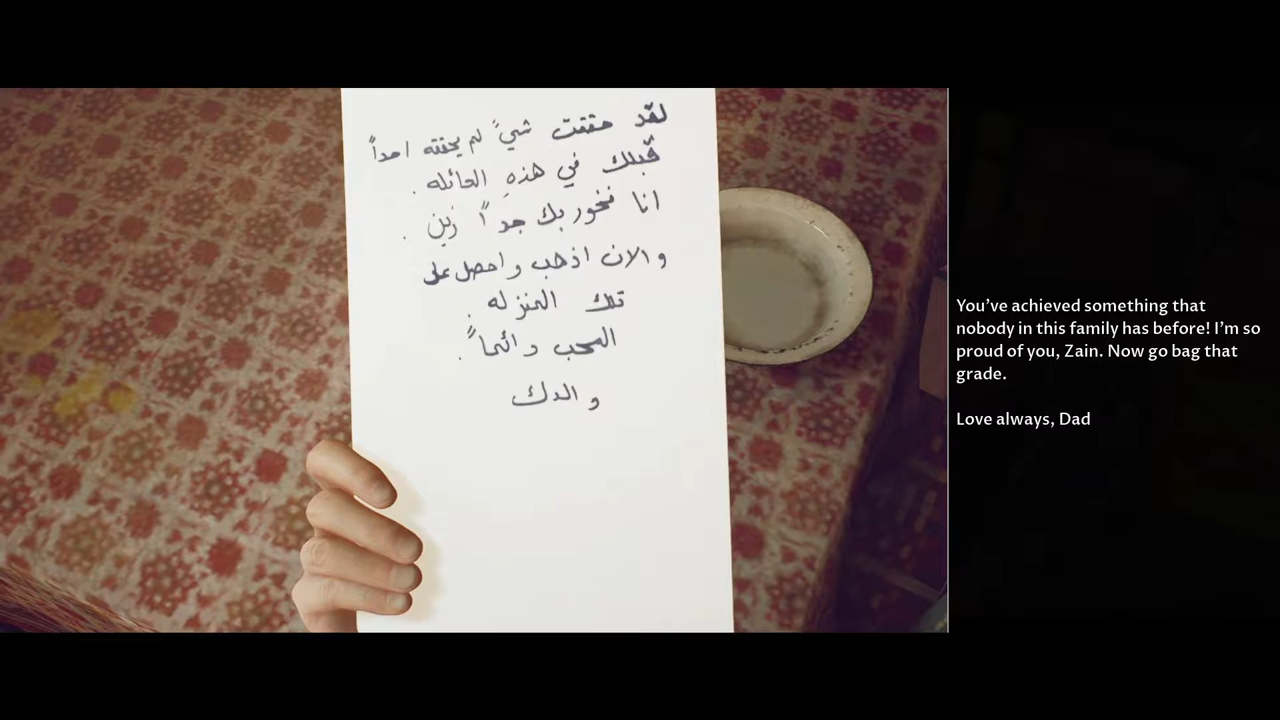 لقد حققت شيءً لم يحققه احداً
قبلك في هذهِ العائله .
انا فخور بك جداً زين .
والان اذهب واحصل على
تلك المنزله .
المحب دائماً .
والدك
You've achieved something that
nobody in this family has before! I'm so
proud of you, Zain. Now go bag that
grade.
Love always, Dad